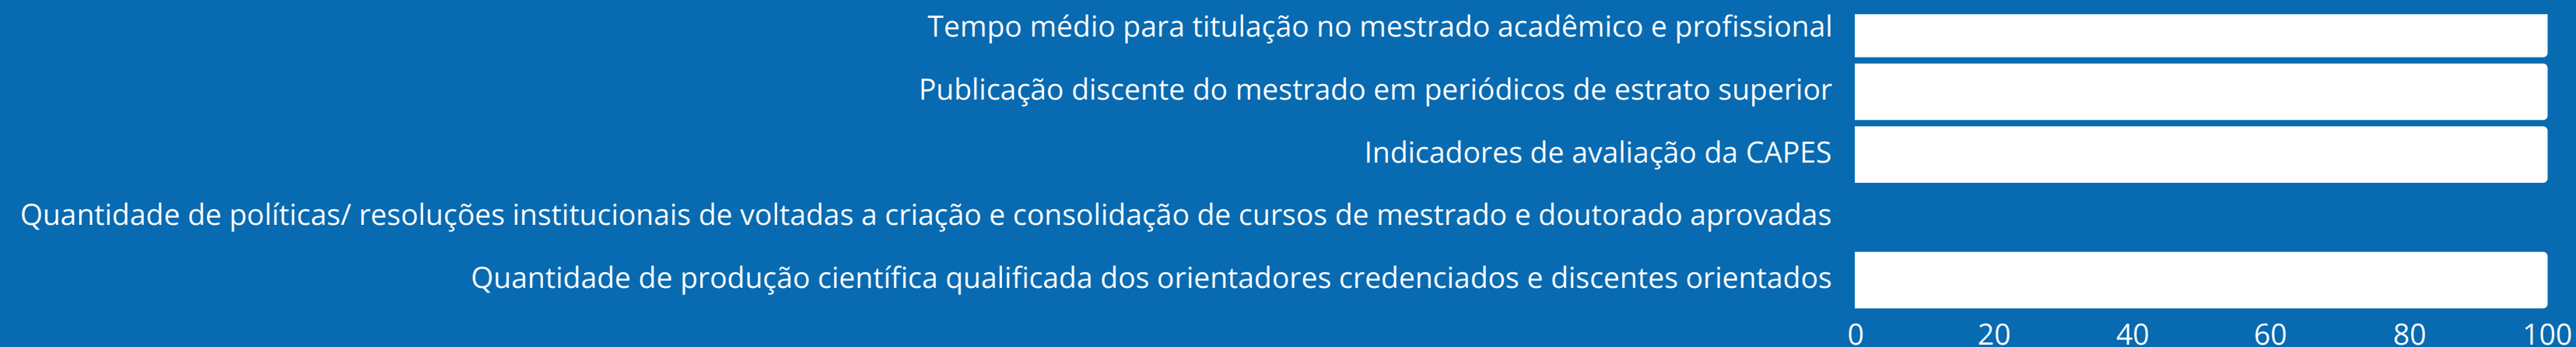 Tempo médio para titulação no mestrado acadêmico e profissional
Publicação discente do mestrado em periódicos de estrato superior
Indicadores de avaliação da CAPES
Quantidade de políticas/ resoluções institucionais de voltadas a criação e consolidação de cursos de mestrado e doutorado aprovadas
Quantidade de produção científica qualificada dos orientadores credenciados e discentes orientados
0 20 40 60 80 100